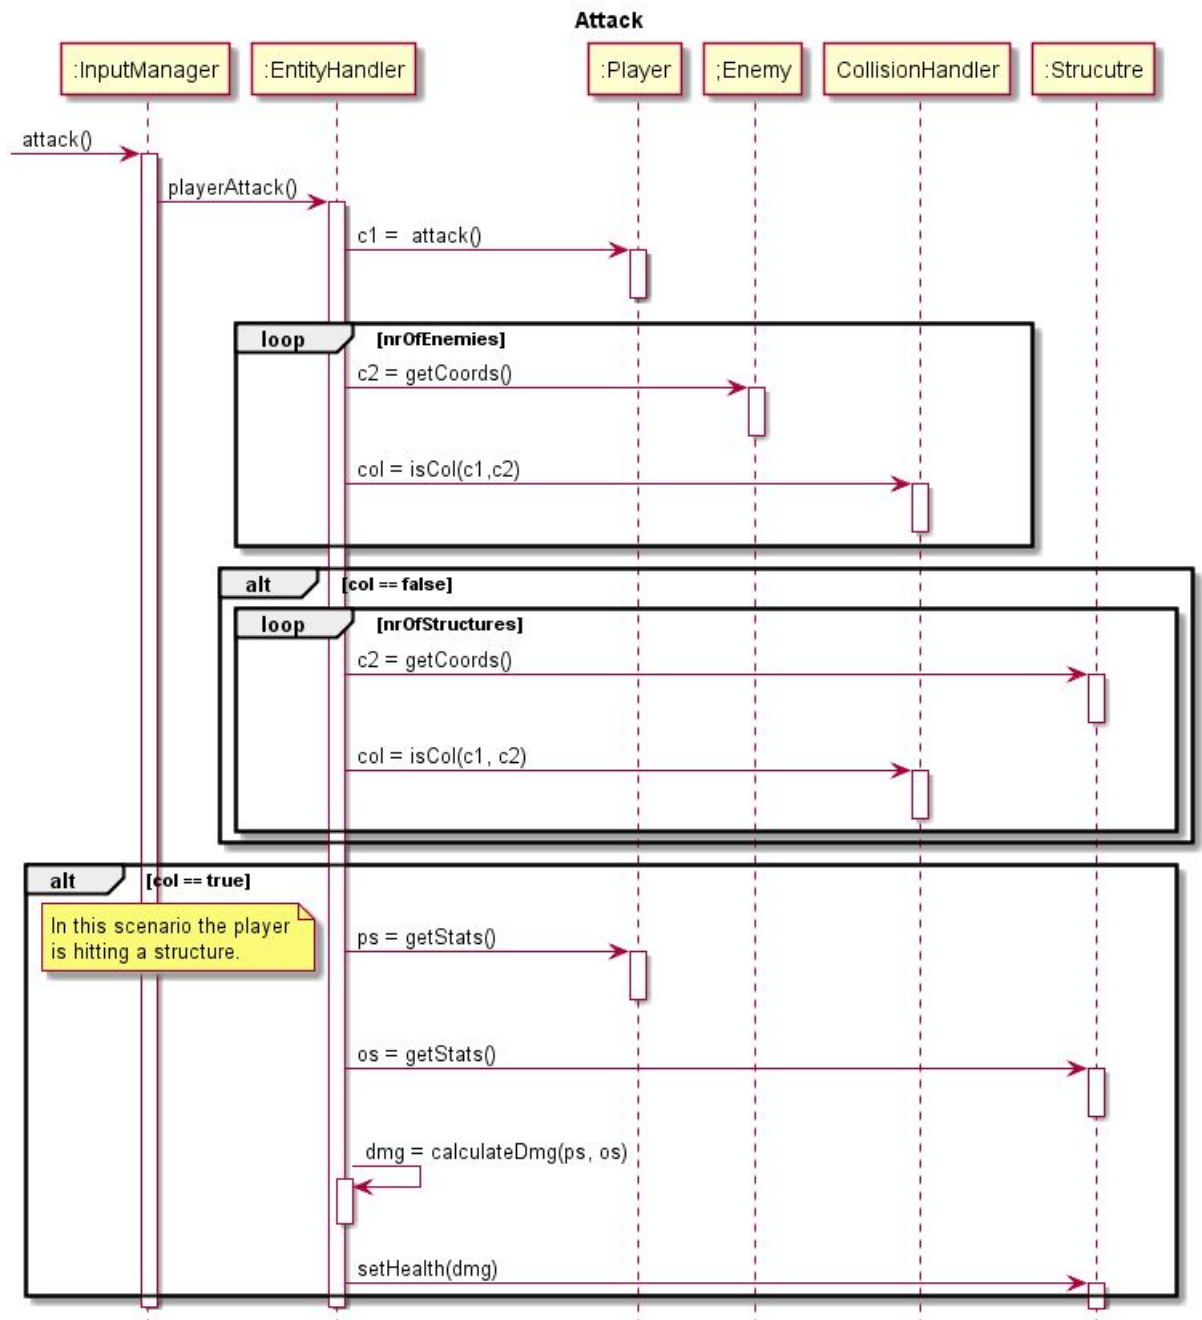 Attack
:InputManager
:EntityHandler
:Player
;Enemy
CollisionHandler
:Strucutre
attack()
playerAttack()
c1 =  attack()
loop
[nrOfEnemies]
c2 = getCoords()
col = isCol(c1,c2)
alt
[col == false]
loop
[nrOfStructures]
c2 = getCoords()
col = isCol(c1, c2)
alt
[col == true]
In this scenario the player
is hitting a structure.
ps = getStats()
os = getStats()
dmg = calculateDmg(ps, os)
setHealth(dmg)